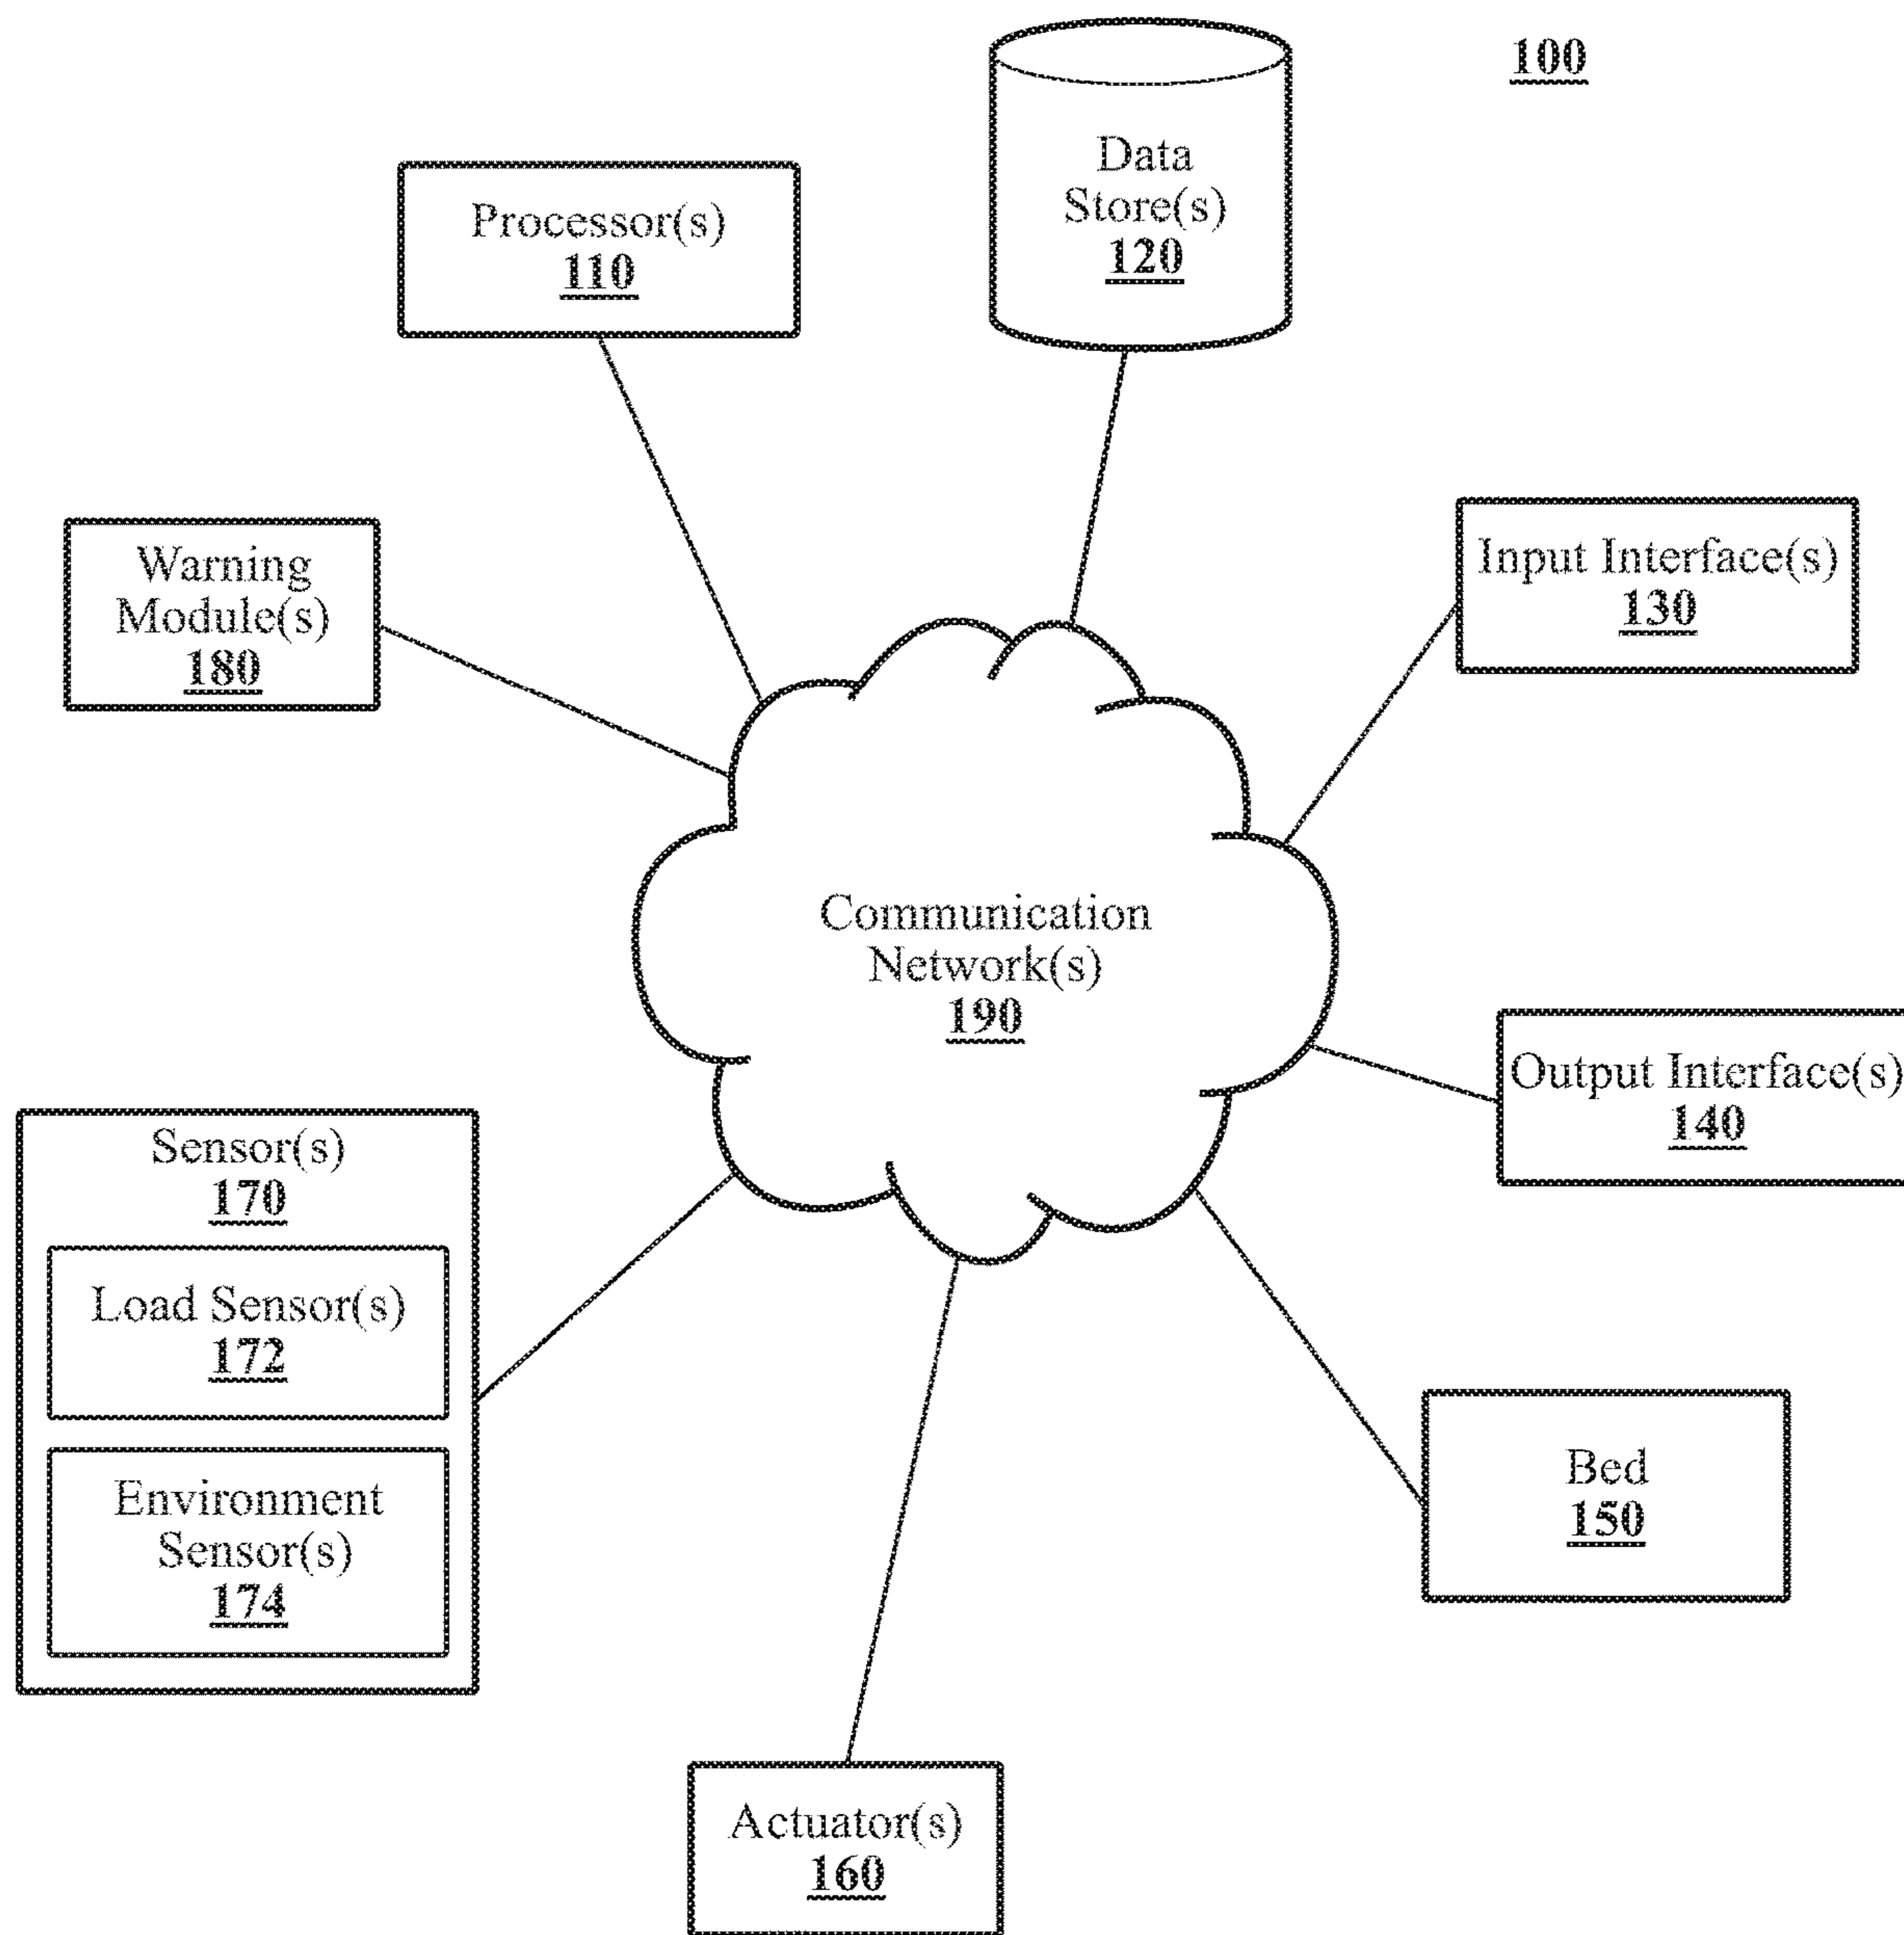 100
Data
Store(s)
120
Processor(s)
110
Input Interface(s)
130
Warning
Module(s)
180
Communication
Network(s)
190
Output Interface(s)
140
Sensor(s)
170
Load Sensor(s)
172
Environment
Sensor(s)
174
Bed
150
Actuator(s)
160